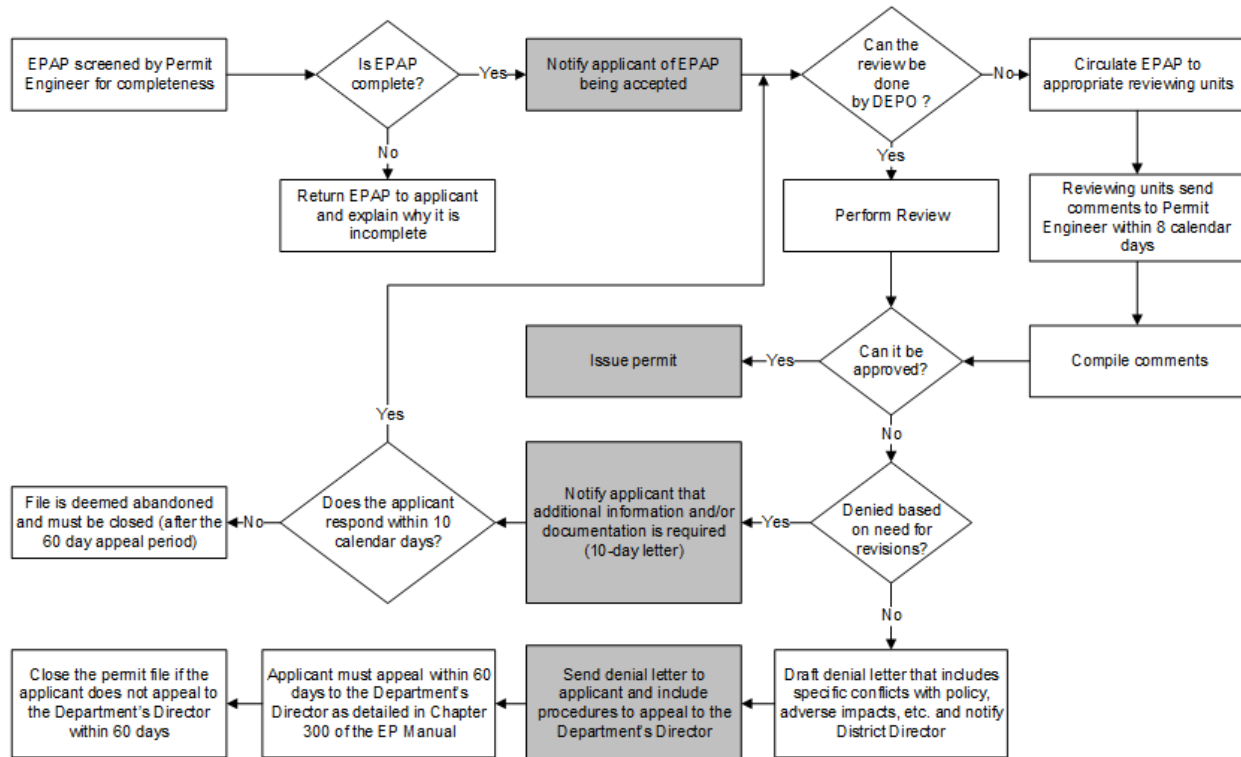 EPAP screened by Permit
Engineer for completeness
Is EPAP
complete?
Yes
Notify applicant of EPAP
being accepted
Can the
review be
done
by DEPO ?
No
Circulate EPAP to
appropriate reviewing units
No
Return EPAP to applicant
and explain why it is
incomplete
Yes
Perform Review
Reviewing units send
comments to Permit
Engineer within 8 calendar
days
Issue permit
Yes
Can it be
approved?
Compile comments
Yes
No
File is deemed abandoned
and must be closed (after the
60 day appeal period)
No
Does the applicant
respond within 10
calendar days?
Notify applicant that
additional information and/or
documentation is required
(10-day letter)
Yes
Denied based
on need for
revisions?
No
Close the permit file if the
applicant does not appeal to
the Department's Director
within 60 days
Applicant must appeal within 60
days to the Department's
Director as detailed in Chapter
300 of the EP Manual
Send denial letter to
applicant and include
procedures to appeal to the
Department's Director
Draft denial letter that includes
specific conflicts with policy,
adverse impacts, etc. and notify
District Director